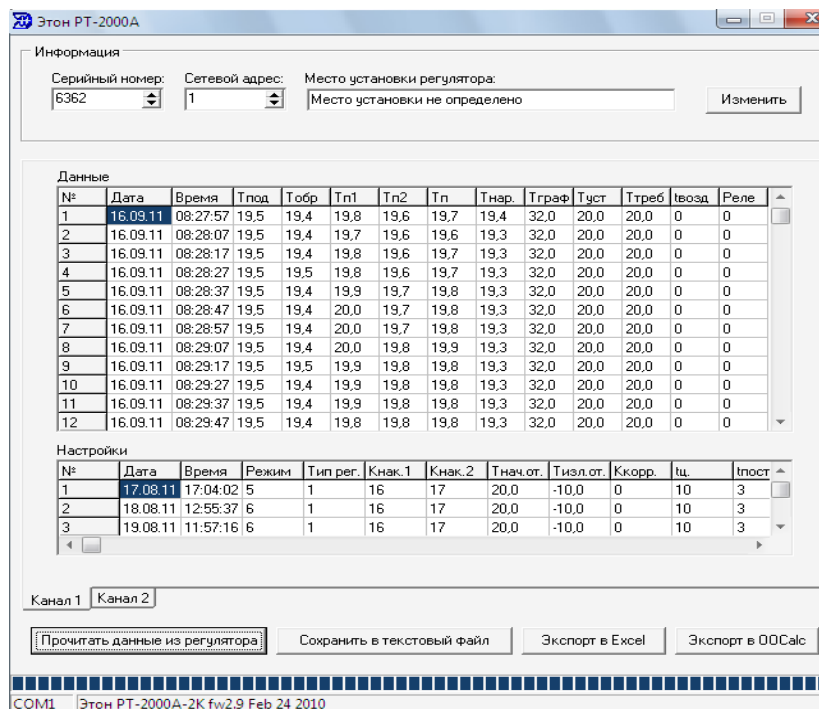 Этон РТ-2000А
Информация
Серийный номер: Сетевой адрес: Место установки регулятора:
6362 1 Место установки не определено Изменить
Данные
№ Дата Время Тпод Тобр Тп1 Тп2 Тп Тнар. Тграф Туст Ттреб tвозд Реле
1 16.09.11 08:27:57 19,5 19,4 19,8 19,6 19,7 19,4 32,0 20,0 20,0 0 0
2 16.09.11 08:28:07 19,5 19,4 19,7 19,6 19,6 19,3 32,0 20,0 20,0 0 0
3 16.09.11 08:28:17 19,5 19,4 19,8 19,6 19,7 19,3 32,0 20,0 20,0 0 0
4 16.09.11 08:28:27 19,5 19,5 19,8 19,6 19,7 19,3 32,0 20,0 20,0 0 0
5 16.09.11 08:28:37 19,5 19,4 19,9 19,7 19,8 19,3 32,0 20,0 20,0 0 0
6 16.09.11 08:28:47 19,5 19,4 20,0 19,7 19,8 19,3 32,0 20,0 20,0 0 0
7 16.09.11 08:28:57 19,5 19,4 20,0 19,7 19,8 19,3 32,0 20,0 20,0 0 0
8 16.09.11 08:29:07 19,5 19,4 20,0 19,8 19,9 19,3 32,0 20,0 20,0 0 0
9 16.09.11 08:29:17 19,5 19,5 19,9 19,8 19,8 19,3 32,0 20,0 20,0 0 0
10 16.09.11 08:29:27 19,5 19,4 19,9 19,8 19,8 19,3 32,0 20,0 20,0 0 0
11 16.09.11 08:29:37 19,5 19,4 19,9 19,8 19,8 19,3 32,0 20,0 20,0 0 0
12 16.09.11 08:29:47 19,5 19,4 19,8 19,8 19,8 19,3 32,0 20,0 20,0 0 0
Настройки
№ Дата Время Режим Тип рег. Кнак.1 Кнак.2 Тнач.от. Тизл.от. Ккорр. tц. tпост
1 17.08.11 17:04:02 5 1 16 17 20,0 -10,0 0 10 3
2 18.08.11 12:55:37 6 1 16 17 20,0 -10,0 0 10 3
3 19.08.11 11:57:16 6 1 16 17 20,0 -10,0 0 10 3
Канал 1 Канал 2
Прочитать данные из регулятора Сохранить в текстовый файл Экспорт в Excel Экспорт в OOCalc
COM1 Этон РТ-2000А-2K fw2.9 Feb 24 2010